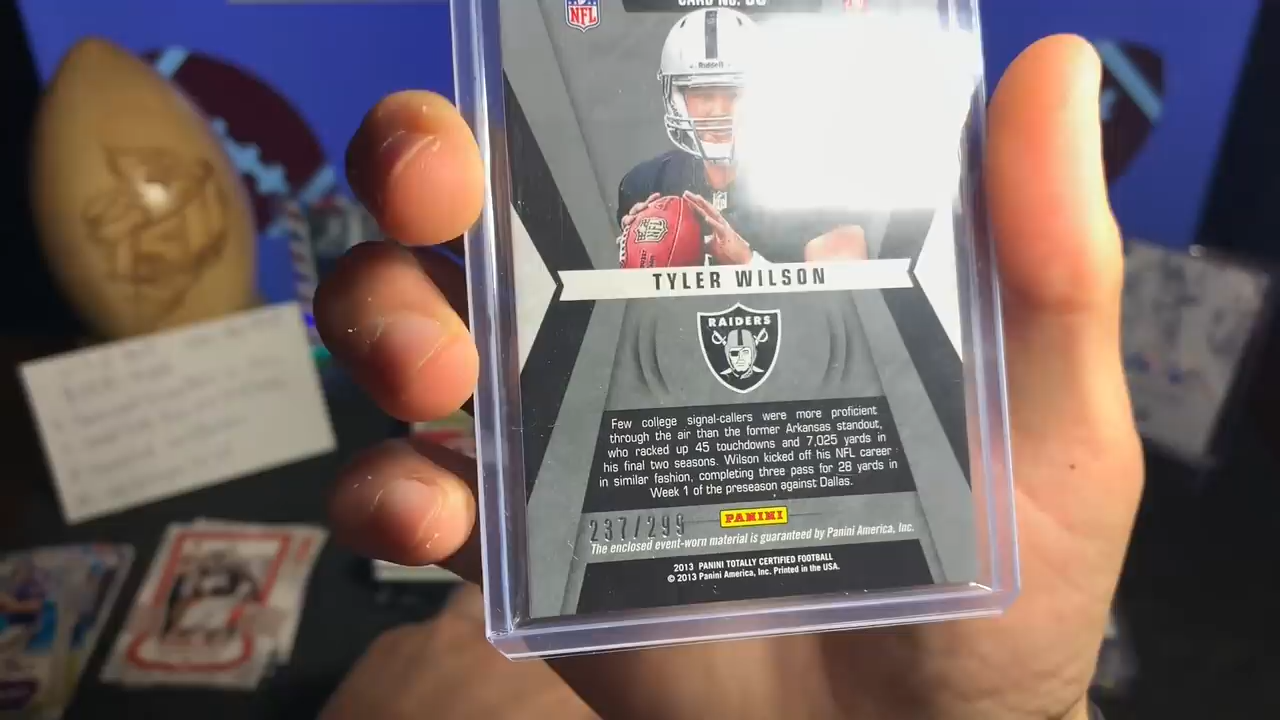 CARD NO.
NFL
Riddell
NFL
TYLER WILSON
RAIDERS
Few college signal-callers were more proficient
through the air than the former Arkansas standout,
who racked up 45 touchdowns and 7,025 yards in
his final two seasons. Wilson kicked off his NFL career
in similar fashion, completing three pass for 28 yards in
Week 1 of the preseason against Dallas.
237/299
PANINI
The enclosed event-worn material is guaranteed by Panini America, Inc.
2013 PANINI TOTALLY CERTIFIED FOOTBALL
© 2013 Panini America, Inc. Printed in the USA.